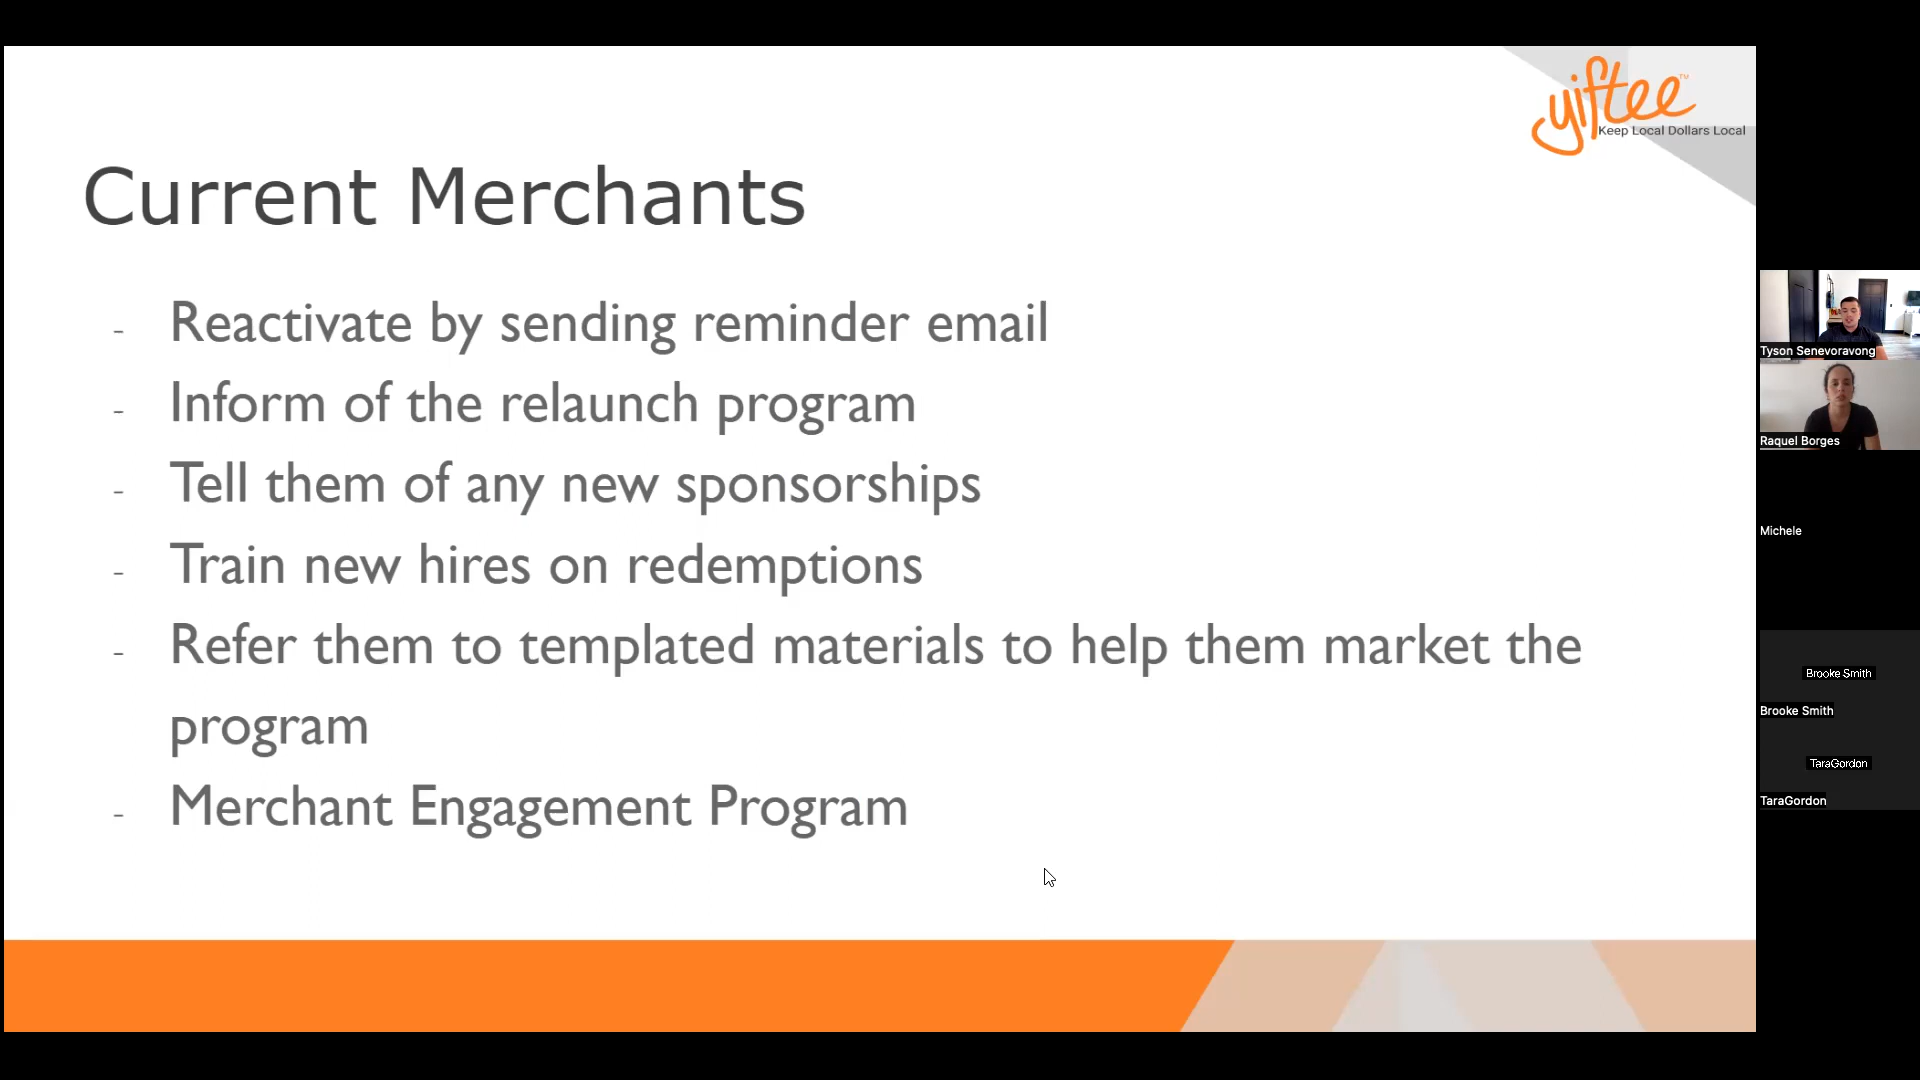 yiftee™
Keep Local Dollars Local
Current Merchants
- Reactivate by sending reminder email
- Inform of the relaunch program
- Tell them of any new sponsorships
- Train new hires on redemptions
- Refer them to templated materials to help them market the
program
- Merchant Engagement Program
Tyson Senevoravong
Raquel Borges
Michele
Brooke Smith
Brooke Smith
TaraGordon
TaraGordon